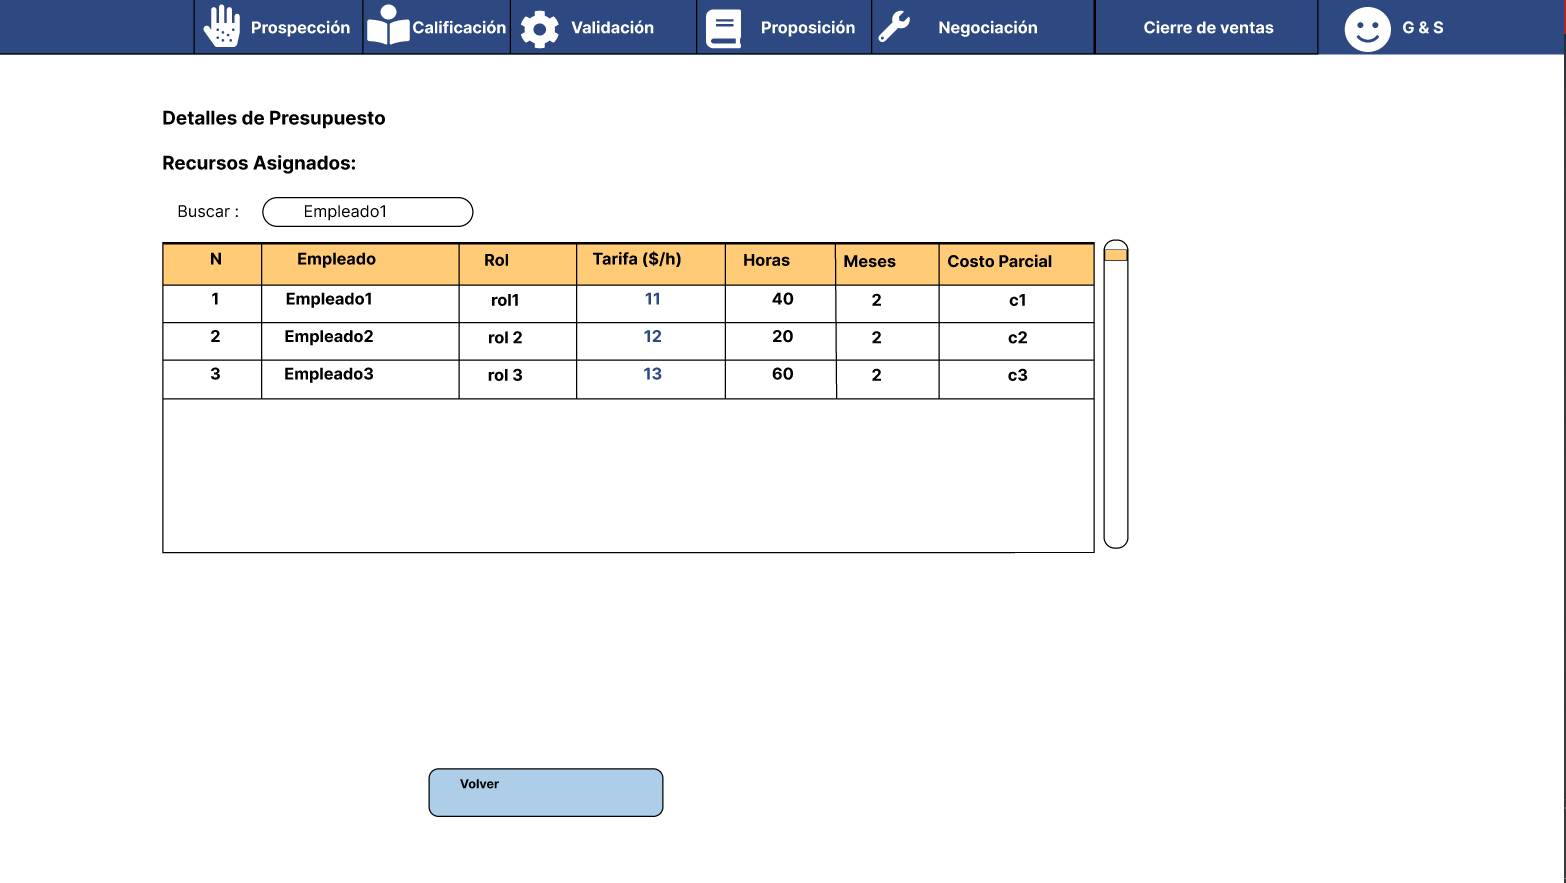 Prospección Calificación Validación Proposición Negociación Cierre de ventas G & S
Detalles de Presupuesto
Recursos Asignados:
Buscar : Empleado1
N Empleado Rol Tarifa ($/h) Horas Meses Costo Parcial
1 Empleado1 rol1 11 40 2 c1
2 Empleado2 rol 2 12 20 2 c2
3 Empleado3 rol 3 13 60 2 c3
Volver